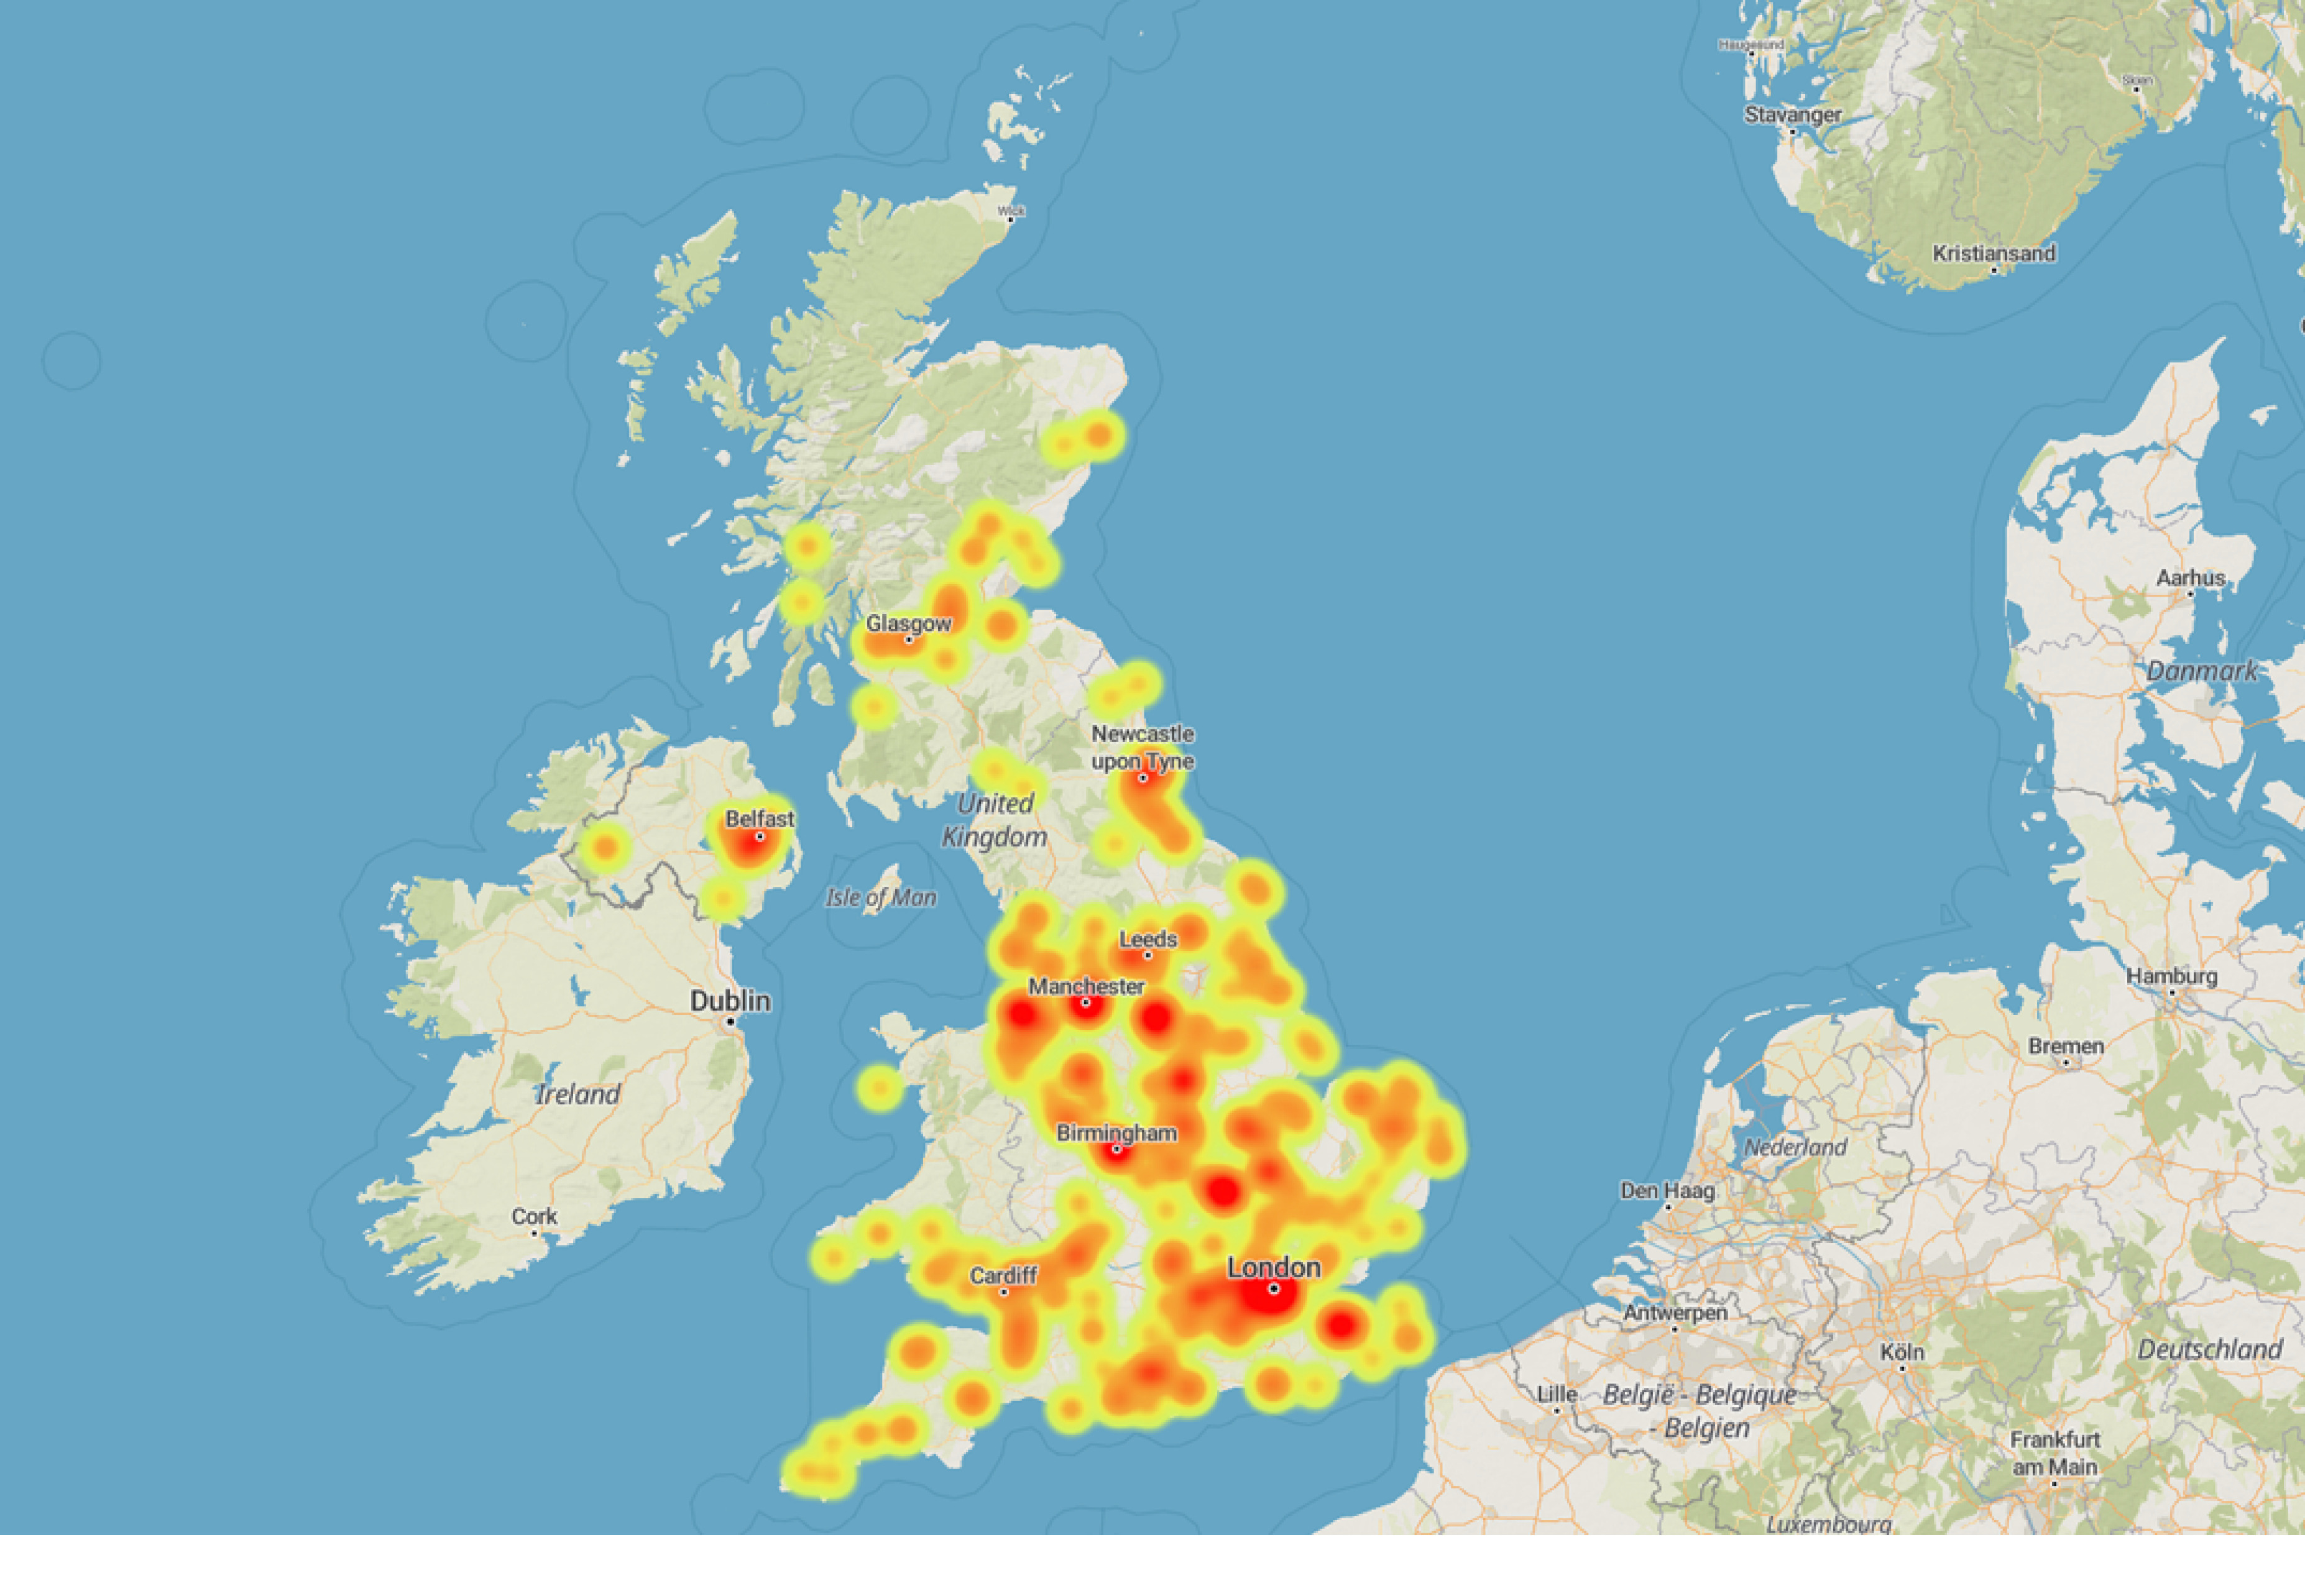 Haugesund
Skien
Stavanger
Wick
Kristiansand
Aarhus
Glasgow
Danmark
Newcastle
upon Tyne
United
Kingdom
Belfast
Isle of Man
Leeds
Manchester
Dublin
Hamburg
Bremen
Ireland
Birmingham
Nederland
Den Haag
Cork
London
Cardiff
Antwerpen
Köln
Deutschland
Lille
België - Belgique
- Belgien
Frankfurt
am Main
Luxembourg